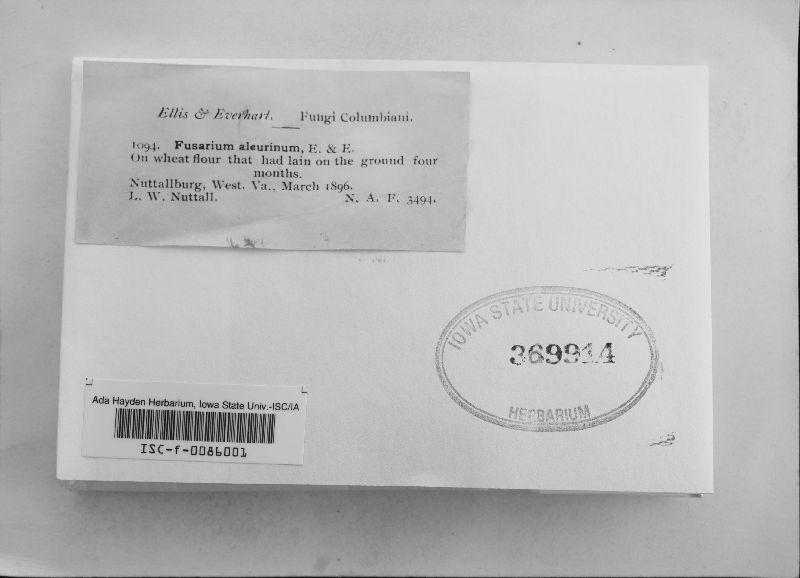 Ellis & Everhart. Fungi Columbiani.
1094. Fusarium aleurinum, E. & E.
On wheat flour that had lain on the ground four
months.
Nuttallburg, West. Va., March 1896.
L. W. Nuttall. N. A. F. 3494.
IOWA STATE UNIVERSITY
369914
HERBARIUM
Ada Hayden Herbarium, Iowa State Univ.-ISC/IA
ISC-f-0086001